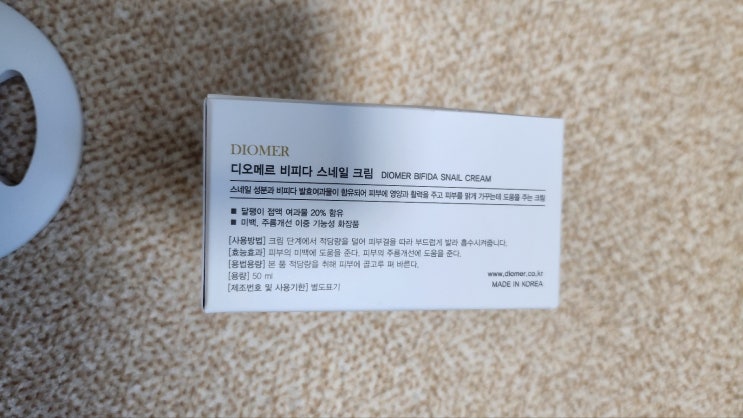 DIOMER
디오메르 비피다 스네일 크림 DIOMER BIFIDA SNAIL CREAM
스네일 성분과 비피다 발효여과물이 함유되어 피부에 영양과 활력을 주고 피부를 맑게 가꾸는데 도움을 주는 크림
■ 달팽이 점액 여과물 20% 함유
■ 미백, 주름개선 이중 기능성 화장품
[사용방법] 크림 단계에서 적당량을 덜어 피부결을 따라 부드럽게 발라 흡수시켜줍니다.
[효능효과] 피부의 미백에 도움을 준다. 피부의 주름개선에 도움을 준다.
[용법용량] 본 품 적당량을 취해 피부에 골고루 펴 바른다.
[용량] 50 ml
[제조번호 및 사용기한] 별도표기
www.diomer.co.kr
MADE IN KOREA